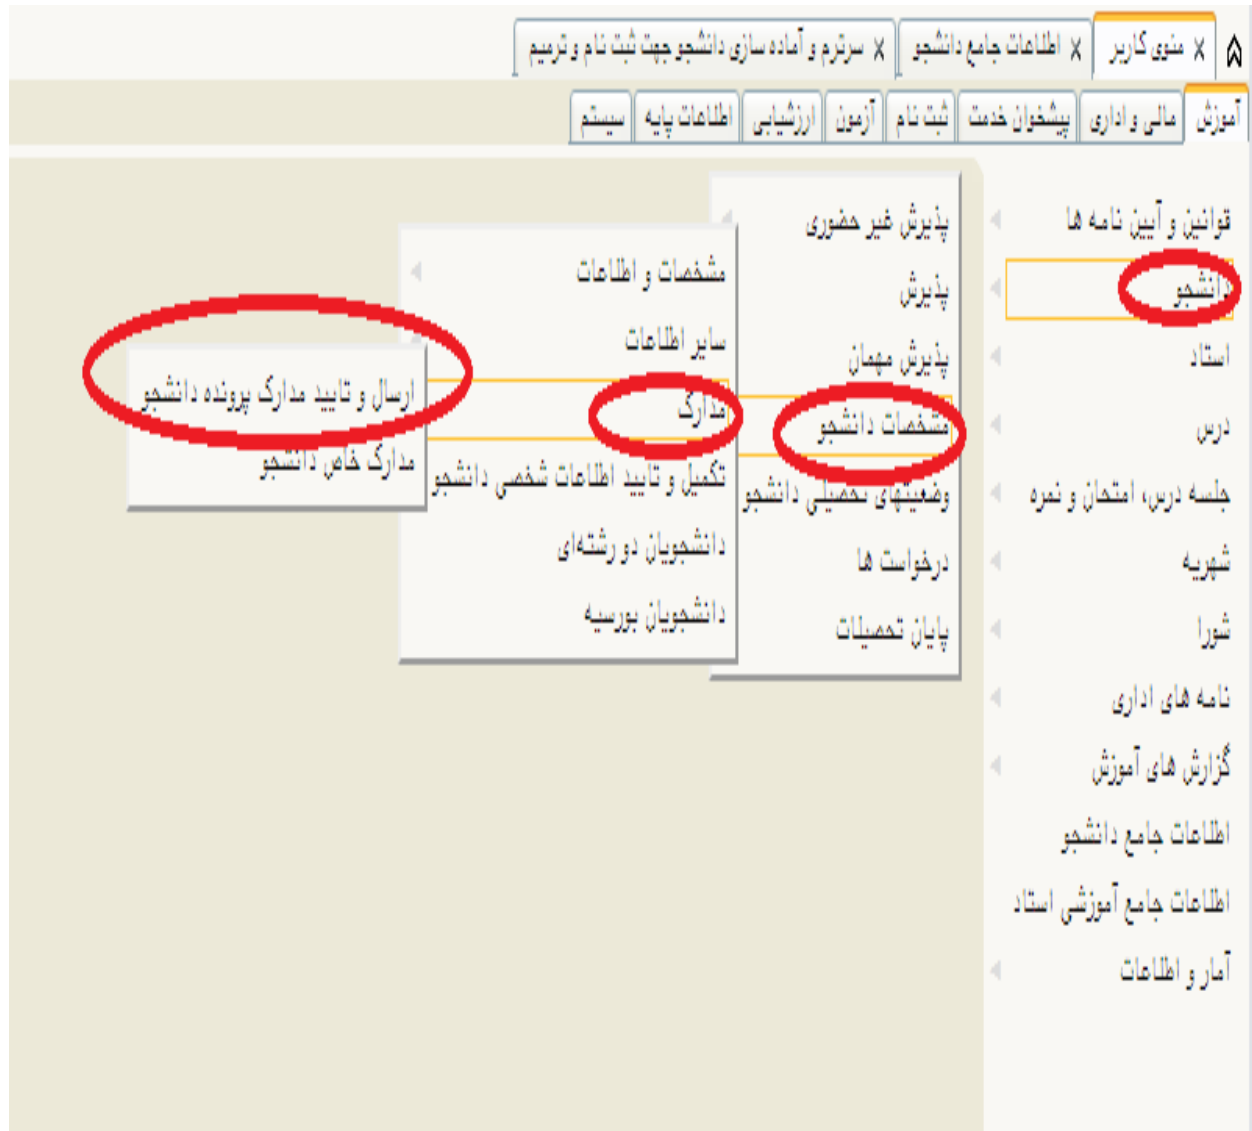 منوی کاربر
اطلاعات جامع دانشجو
سرترم و آماده سازی دانشجو جهت ثبت نام و ترمیم
آموزش
مالی و اداری
پیشخوان خدمت
ثبت نام
آزمون
ارزشیابی
اطلاعات پایه
سیستم
قوانین و آیین نامه ها
دانشجو
استاد
درس
جلسه درس، امتحان و نمره
شهریه
شورا
نامه های اداری
گزارش های آموزش
اطلاعات جامع دانشجو
اطلاعات جامع آموزشی استاد
آمار و اطلاعات
پذیرش غیر حضوری
پذیرش
پذیرش مهمان
مشخصات دانشجو
وضعیتهای تحصیلی دانشجو
درخواست ها
پایان تحصیلات
مشخصات و اطلاعات
سایر اطلاعات
مدارک
تکمیل و تایید اطلاعات شخصی دانشجو
دانشجویان دو رشته‌ای
دانشجویان بورسیه
ارسال و تایید مدارک پرونده دانشجو
مدارک خاص دانشجو